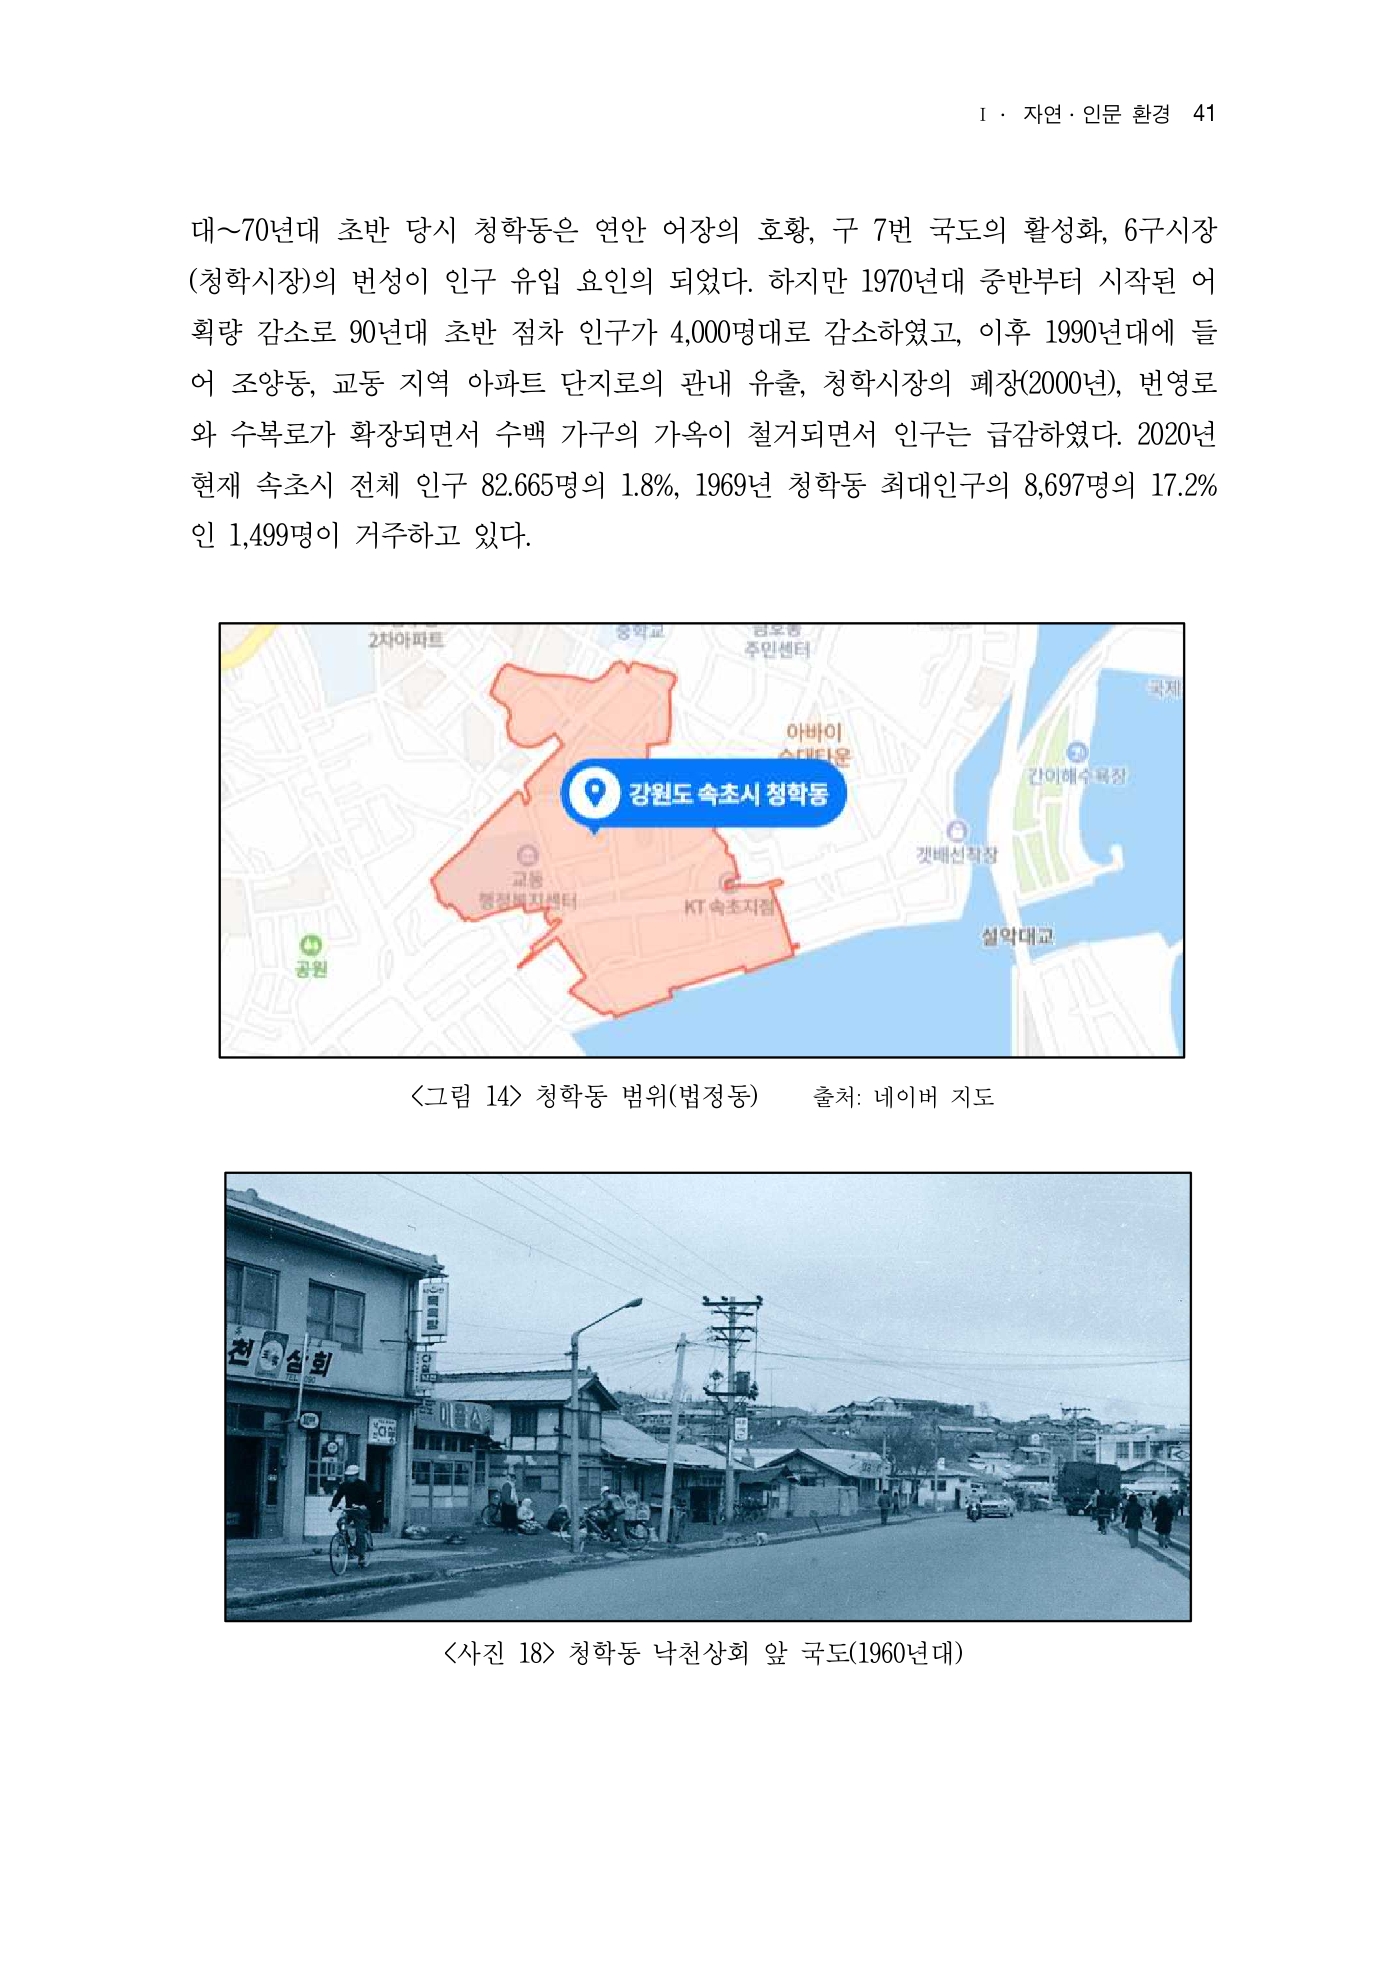 I · 자연 · 인문 환경 41
대~70년대 초반 당시 청학동은 연안 어장의 호황, 구 7번 국도의 활성화, 6구시장
(청학시장)의 번성이 인구 유입 요인의 되었다. 하지만 1970년대 중반부터 시작된 어
획량 감소로 90년대 초반 점차 인구가 4,000명대로 감소하였고, 이후 1990년대에 들
어 조양동, 교동 지역 아파트 단지로의 관내 유출, 청학시장의 폐장(2000년), 번영로
와 수복로가 확장되면서 수백 가구의 가옥이 철거되면서 인구는 급감하였다. 2020년
현재 속초시 전체 인구 82.665명의 1.8%, 1969년 청학동 최대인구의 8,697명의 17.2%
인 1,499명이 거주하고 있다.
2차아파트
중학교
금호동
주민센터
국제
아바이
순대타운
간이해수욕장
강원도 속초시 청학동
갯배선착장
교동
행정복지센터
KT 속초지점
설악대교
공원
<그림 14> 청학동 범위(법정동) 출처: 네이버 지도
천 상회
다실
<사진 18> 청학동 낙천상회 앞 국도(1960년대)